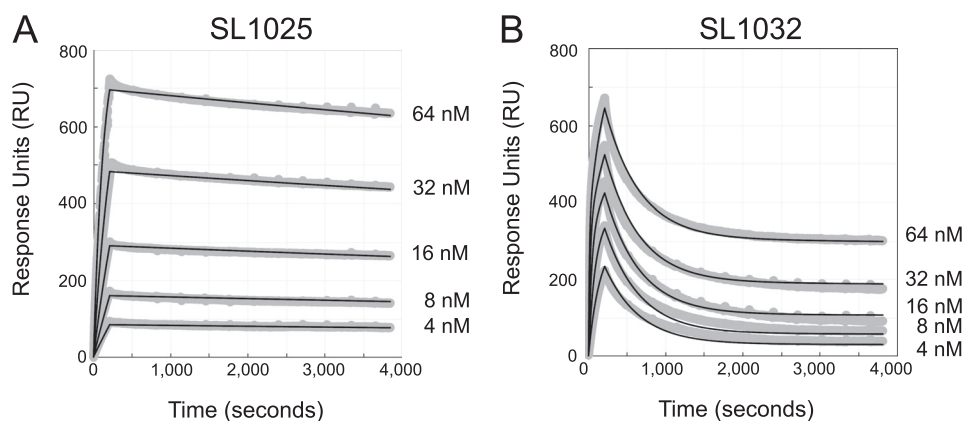 A
SL1025
Response Units (RU)
800
600
400
200
0
64 nM
32 nM
16 nM
8 nM
4 nM
0 1,000 2,000 3,000 4,000
Time (seconds)
B
SL1032
Response Units (RU)
800
600
400
200
0
64 nM
32 nM
16 nM
8 nM
4 nM
0 1,000 2,000 3,000 4,000
Time (seconds)